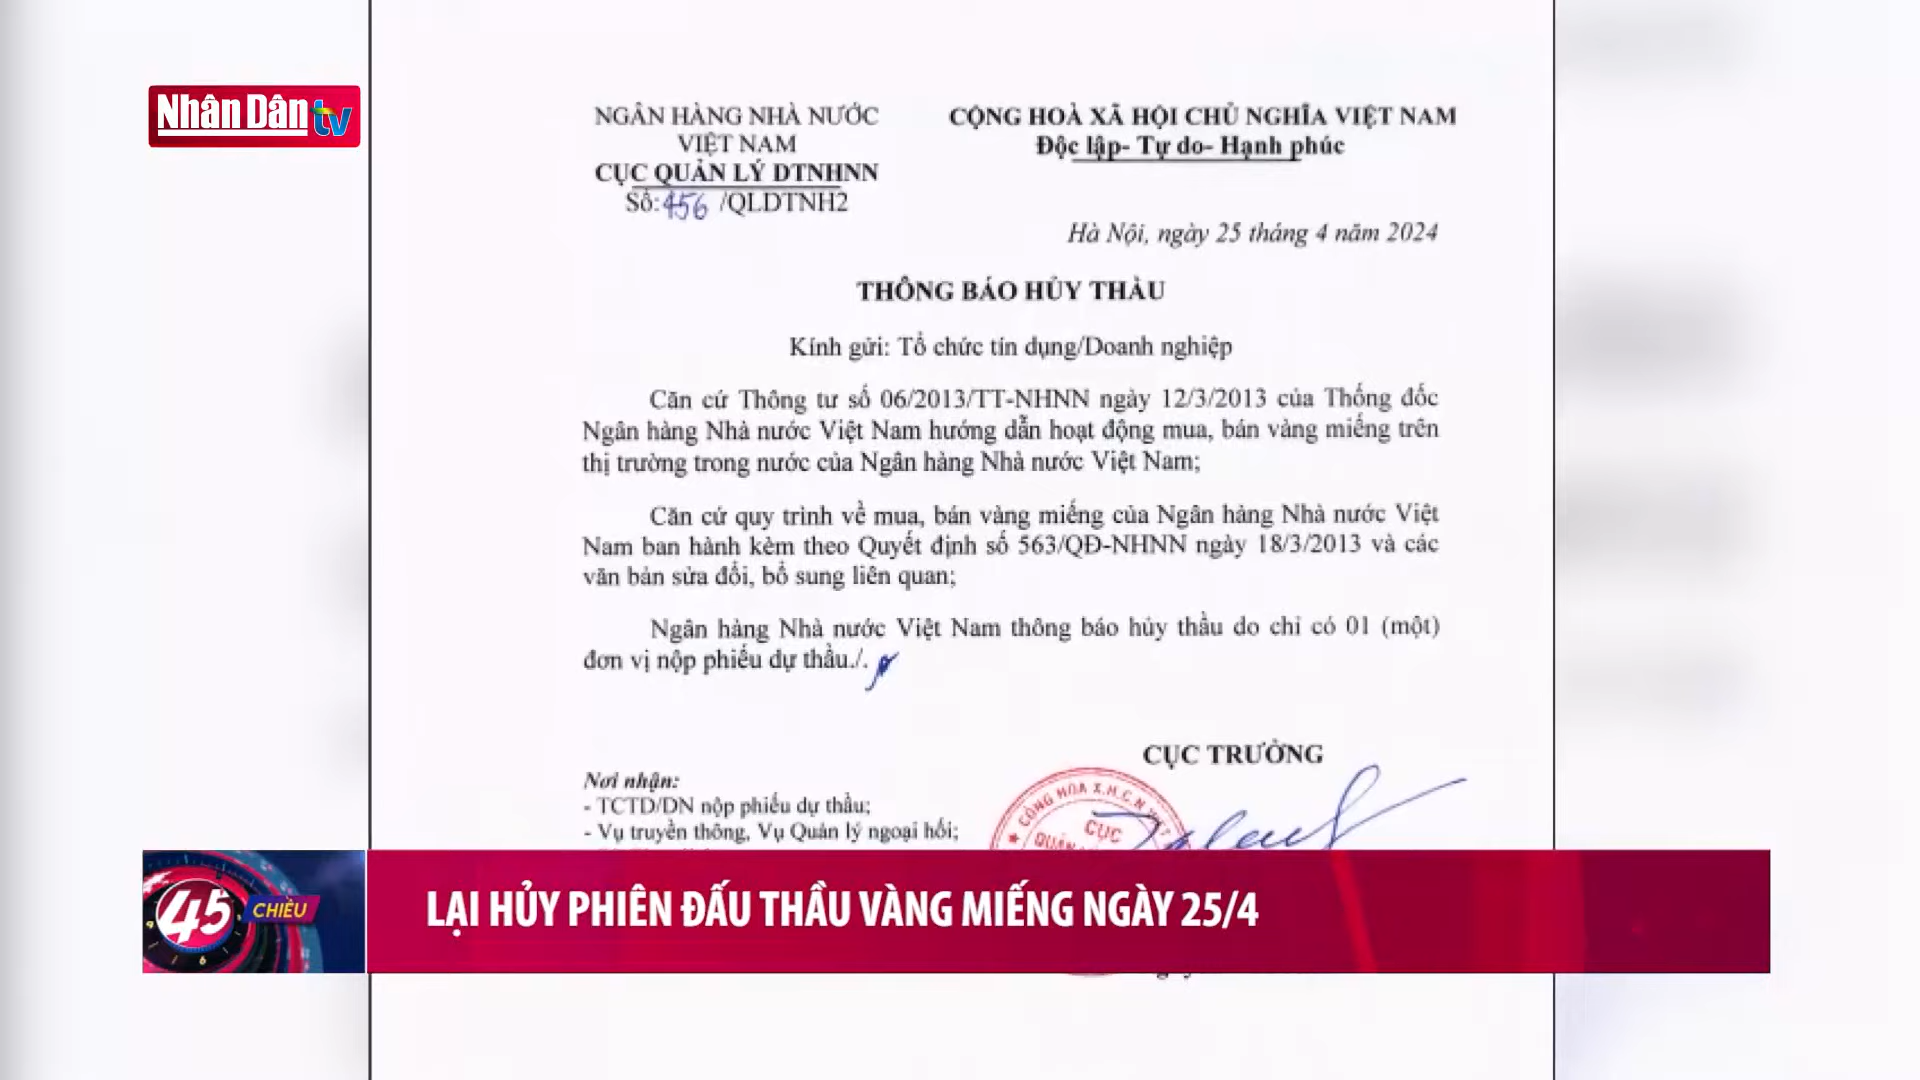 Nhân Dân tv
NGÂN HÀNG NHÀ NƯỚC
VIỆT NAM
CỤC QUẢN LÝ DTNHNN
Số: 456 /QLDTNH2
CỘNG HOÀ XÃ HỘI CHỦ NGHĨA VIỆT NAM
Độc lập- Tự do- Hạnh phúc
Hà Nội, ngày 25 tháng 4 năm 2024
THÔNG BÁO HỦY THẦU
Kính gửi: Tổ chức tín dụng/Doanh nghiệp
Căn cứ Thông tư số 06/2013/TT-NHNN ngày 12/3/2013 của Thống đốc
Ngân hàng Nhà nước Việt Nam hướng dẫn hoạt động mua, bán vàng miếng trên
thị trường trong nước của Ngân hàng Nhà nước Việt Nam;
Căn cứ quy trình về mua, bán vàng miếng của Ngân hàng Nhà nước Việt
Nam ban hành kèm theo Quyết định số 563/QĐ-NHNN ngày 18/3/2013 và các
văn bản sửa đổi, bổ sung liên quan;
Ngân hàng Nhà nước Việt Nam thông báo hủy thầu do chỉ có 01 (một)
đơn vị nộp phiếu dự thầu./.
CỤC TRƯỞNG
Nơi nhận:
- TCTD/DN nộp phiếu dự thầu;
- Vụ truyền thông, Vụ Quản lý ngoại hối;
CỘNG HÒA X.H.C.N VIỆT
CỤC
QUẢN
45 CHIỀU
LẠI HỦY PHIÊN ĐẤU THẦU VÀNG MIẾNG NGÀY 25/4